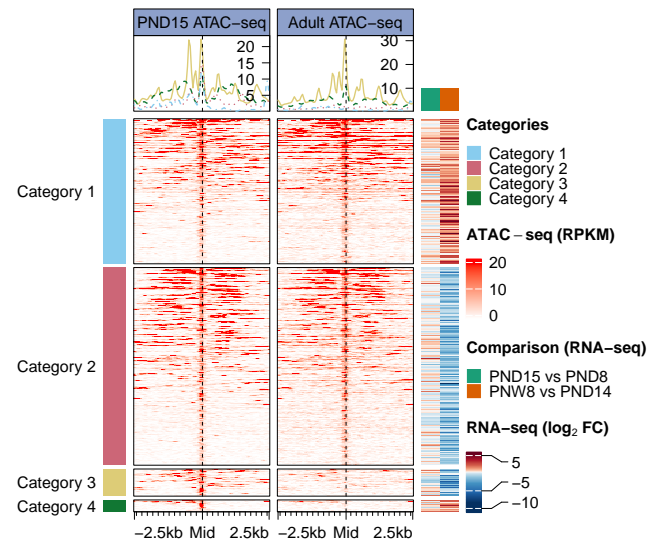 PND15 ATAC−seq
Adult ATAC−seq
20
15
10
5
30
20
10
Categories
Category 1
Category 2
Category 3
Category 4
Category 1
Category 2
Category 3
Category 4
ATAC − seq (RPKM)
20
10
0
Comparison (RNA−seq)
PND15 vs PND8
PNW8 vs PND14
RNA−seq (log2 FC)
5
−5
−10
−2.5kb Mid 2.5kb
−2.5kb Mid 2.5kb